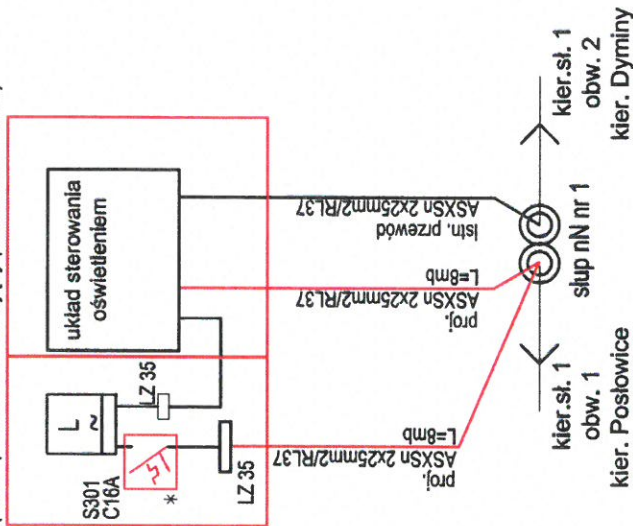 układ sterowania
oświetleniem
L
~
S301
C16A
*
LZ 35
LZ 35
proj.
ASXSn 2x25mm2/RL37
L=8mb
proj.
ASXSn 2x25mm2/RL37
L=8mb
Istn. przewód
ASXSn 2x25mm2/RL37
słup nN nr 1
kier.sł. 1
obw. 1
kier. Posłowice
kier.sł. 1
obw. 2
kier. Dyminy